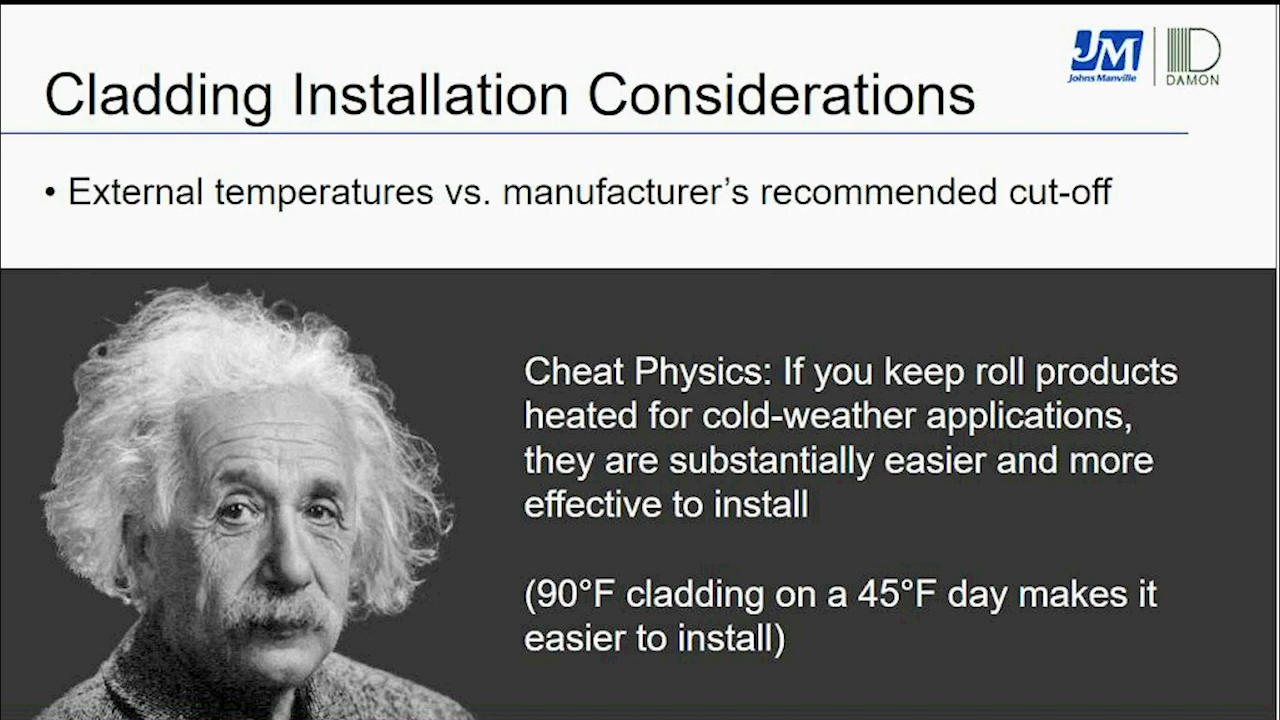 JM
Johns Manville
D
DAMON
Cladding Installation Considerations
• External temperatures vs. manufacturer’s recommended cut-off
Cheat Physics: If you keep roll products
heated for cold-weather applications,
they are substantially easier and more
effective to install
(90°F cladding on a 45°F day makes it
easier to install)